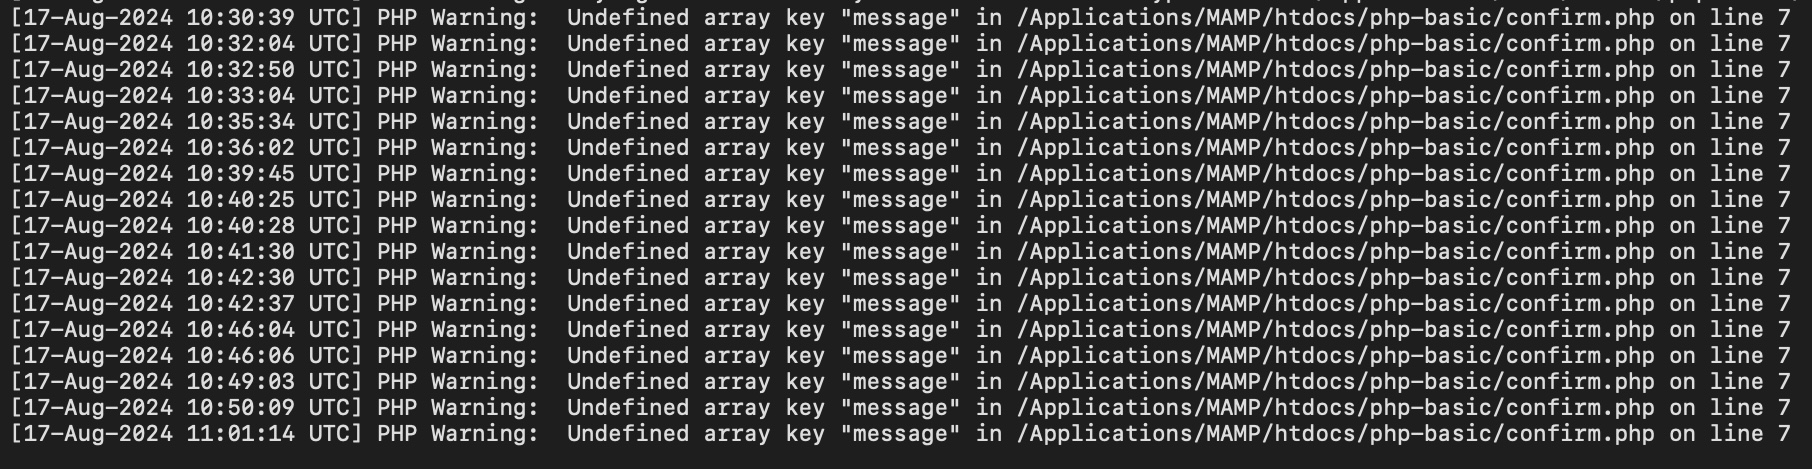 [17-Aug-2024 10:30:39 UTC] PHP Warning:  Undefined array key "message" in /Applications/MAMP/htdocs/php-basic/confirm.php on line 7
[17-Aug-2024 10:32:04 UTC] PHP Warning:  Undefined array key "message" in /Applications/MAMP/htdocs/php-basic/confirm.php on line 7
[17-Aug-2024 10:32:50 UTC] PHP Warning:  Undefined array key "message" in /Applications/MAMP/htdocs/php-basic/confirm.php on line 7
[17-Aug-2024 10:33:04 UTC] PHP Warning:  Undefined array key "message" in /Applications/MAMP/htdocs/php-basic/confirm.php on line 7
[17-Aug-2024 10:35:34 UTC] PHP Warning:  Undefined array key "message" in /Applications/MAMP/htdocs/php-basic/confirm.php on line 7
[17-Aug-2024 10:36:02 UTC] PHP Warning:  Undefined array key "message" in /Applications/MAMP/htdocs/php-basic/confirm.php on line 7
[17-Aug-2024 10:39:45 UTC] PHP Warning:  Undefined array key "message" in /Applications/MAMP/htdocs/php-basic/confirm.php on line 7
[17-Aug-2024 10:40:25 UTC] PHP Warning:  Undefined array key "message" in /Applications/MAMP/htdocs/php-basic/confirm.php on line 7
[17-Aug-2024 10:40:28 UTC] PHP Warning:  Undefined array key "message" in /Applications/MAMP/htdocs/php-basic/confirm.php on line 7
[17-Aug-2024 10:41:30 UTC] PHP Warning:  Undefined array key "message" in /Applications/MAMP/htdocs/php-basic/confirm.php on line 7
[17-Aug-2024 10:42:30 UTC] PHP Warning:  Undefined array key "message" in /Applications/MAMP/htdocs/php-basic/confirm.php on line 7
[17-Aug-2024 10:42:37 UTC] PHP Warning:  Undefined array key "message" in /Applications/MAMP/htdocs/php-basic/confirm.php on line 7
[17-Aug-2024 10:46:04 UTC] PHP Warning:  Undefined array key "message" in /Applications/MAMP/htdocs/php-basic/confirm.php on line 7
[17-Aug-2024 10:46:06 UTC] PHP Warning:  Undefined array key "message" in /Applications/MAMP/htdocs/php-basic/confirm.php on line 7
[17-Aug-2024 10:49:03 UTC] PHP Warning:  Undefined array key "message" in /Applications/MAMP/htdocs/php-basic/confirm.php on line 7
[17-Aug-2024 10:50:09 UTC] PHP Warning:  Undefined array key "message" in /Applications/MAMP/htdocs/php-basic/confirm.php on line 7
[17-Aug-2024 11:01:14 UTC] PHP Warning:  Undefined array key "message" in /Applications/MAMP/htdocs/php-basic/confirm.php on line 7